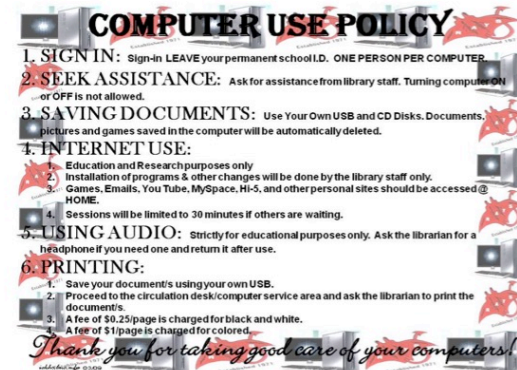 COMPUTER USE POLICY
1. SIGN IN: Sign-in LEAVE your permanent school I.D. ONE PERSON PER COMPUTER.
2. SEEK ASSISTANCE: Ask for assistance from library staff. Turning computer ON
or OFF is not allowed.
3. SAVING DOCUMENTS: Use Your Own USB and CD Disks. Documents,
pictures and games saved in the computer will be automatically deleted.
4. INTERNET USE:
1. Education and Research purposes only
2. Installation of programs & other changes will be done by the library staff only.
3. Games, Emails, You Tube, MySpace, Hi-5, and other personal sites should be accessed @
HOME.
4. Sessions will be limited to 30 minutes if others are waiting.
5. USING AUDIO: Strictly for educational purposes only. Ask the librarian for a
headphone if you need one and return it after use.
6. PRINTING:
1. Save your document/s using your own USB.
2. Proceed to the circulation desk/computer service area and ask the librarian to print the
document/s.
3. A fee of $0.25/page is charged for black and white.
4. A fee of $1/page is charged for colored.
Thank you for taking good care of your computers!